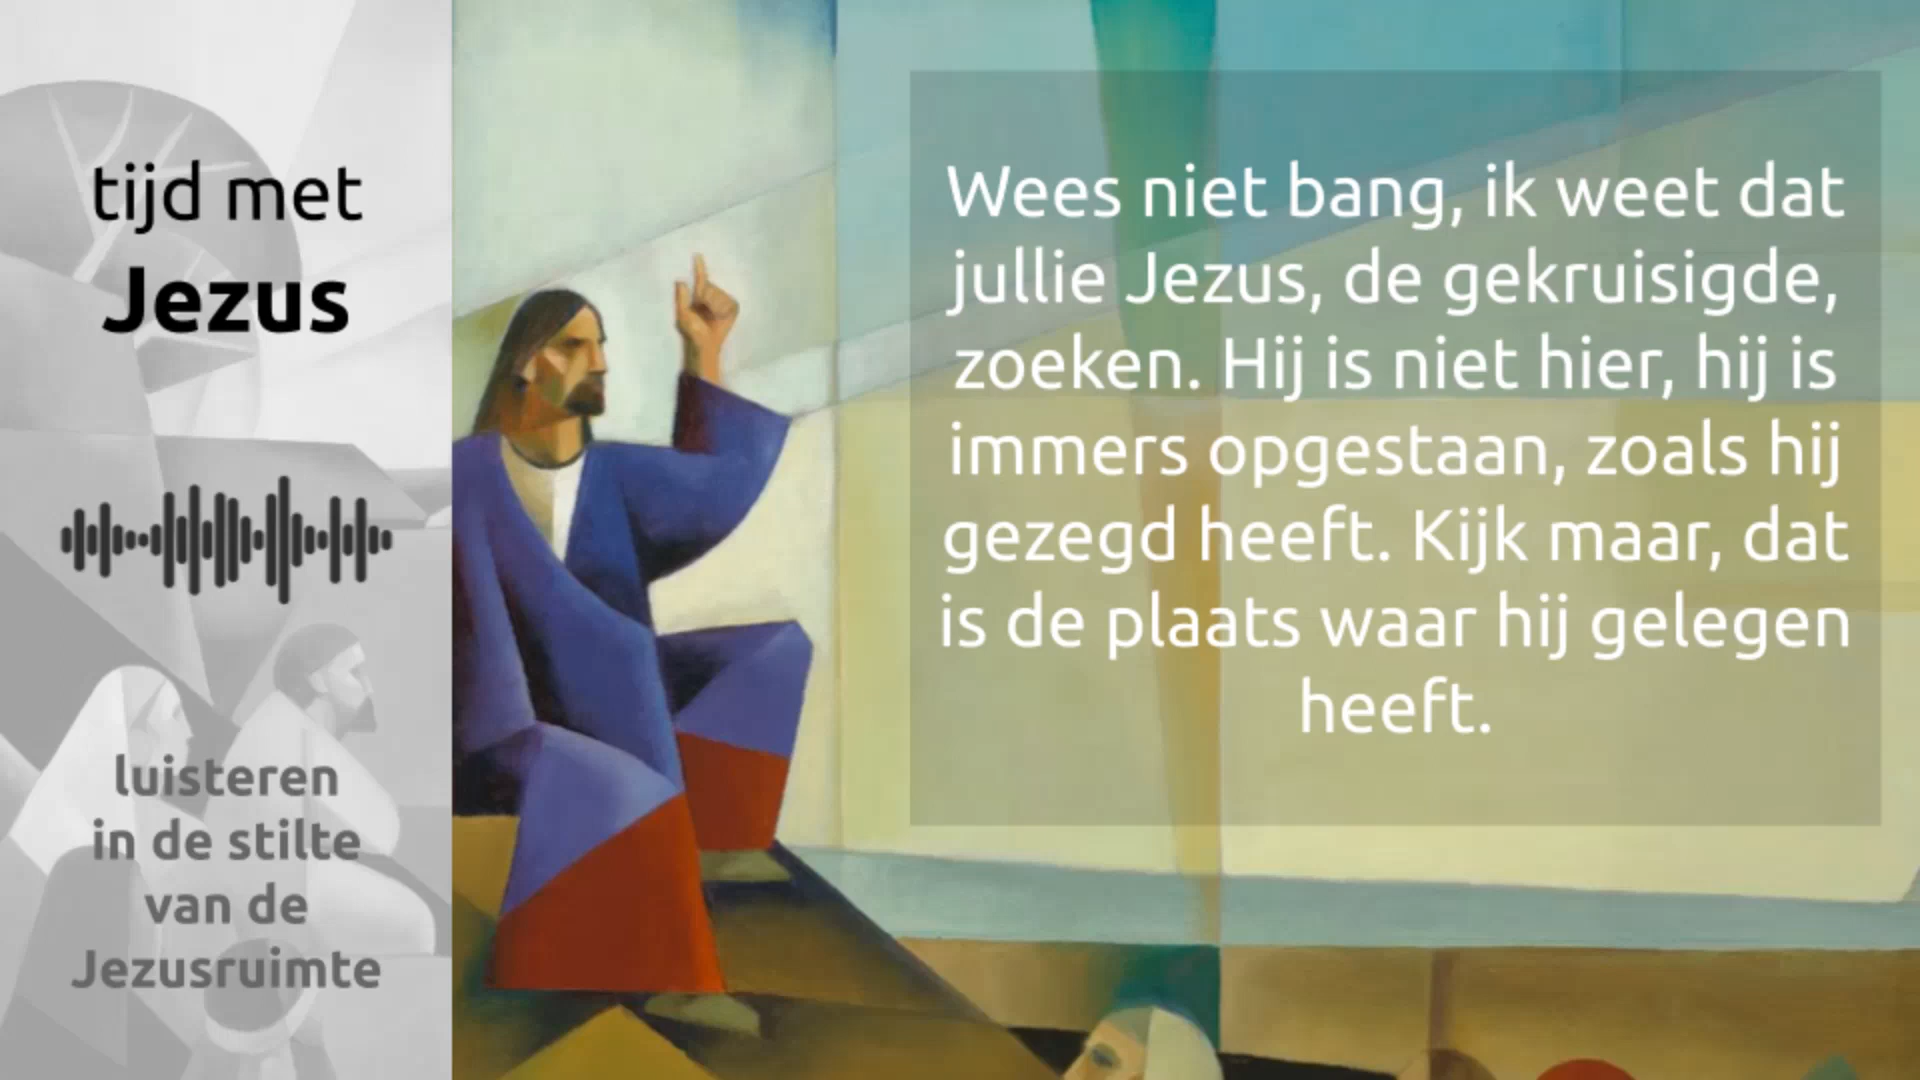 tijd met
Jezus
luisteren
in de stilte
van de
Jezusruimte
Wees niet bang, ik weet dat
jullie Jezus, de gekruisigde,
zoeken. Hij is niet hier, hij is
immers opgestaan, zoals hij
gezegd heeft. Kijk maar, dat
is de plaats waar hij gelegen
heeft.